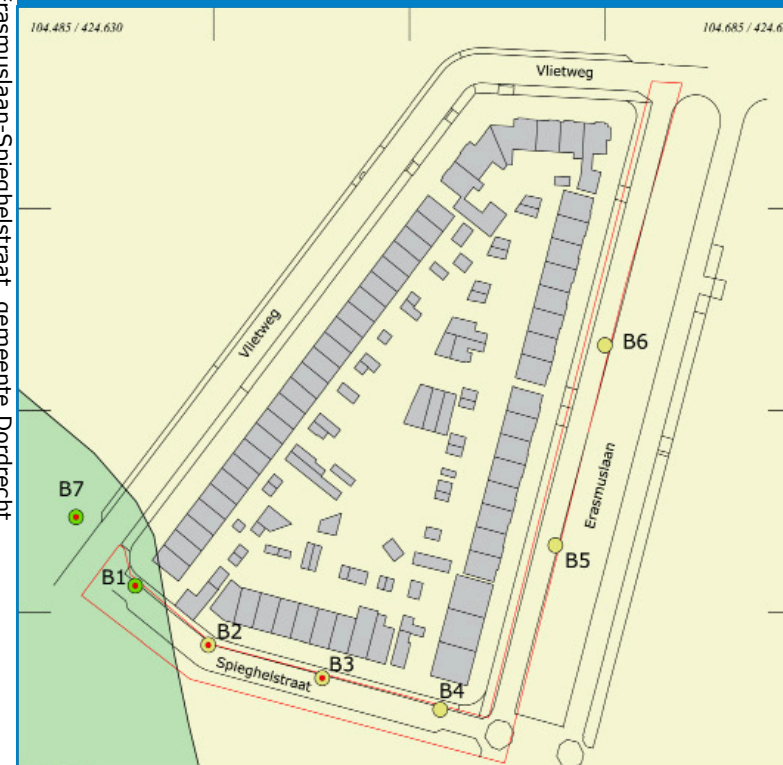 104.485 / 424.630
104.685 / 424.6
Vlietweg
Vlietweg
B6
Erasmuslaan
B7
B5
B1
B2
B3
Spieghelstraat
B4
Erasmuslaan-Spieghelstraat, gemeente Dordrecht